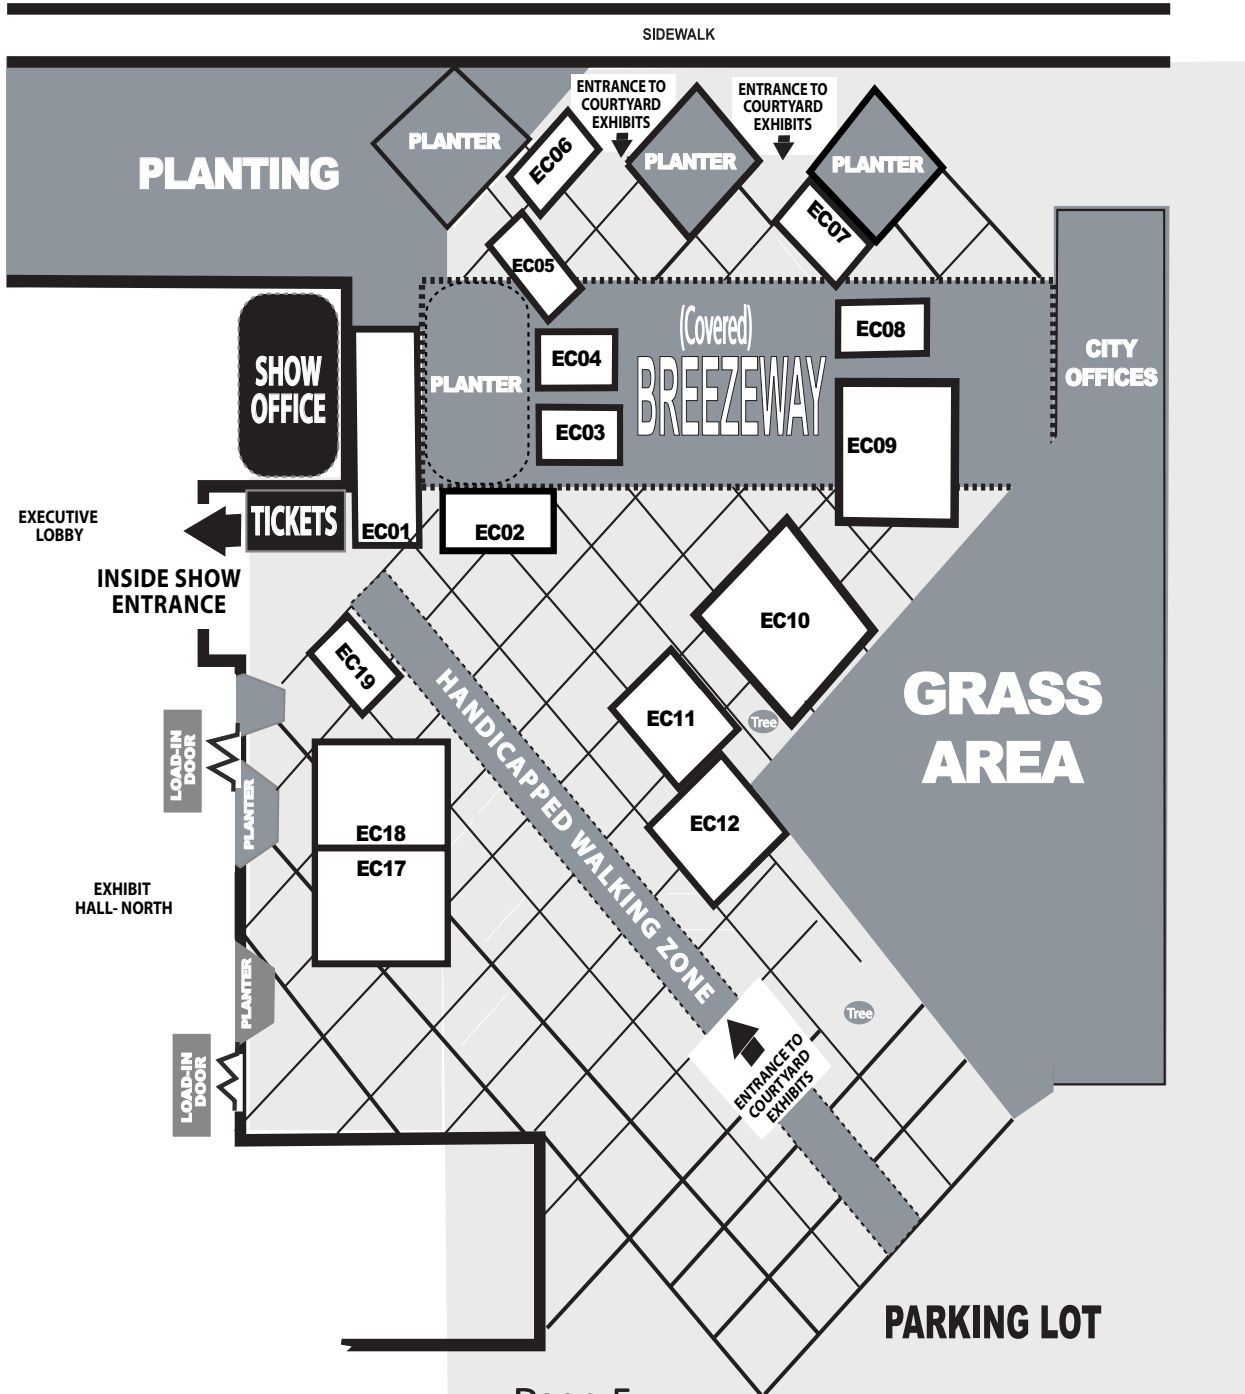 SIDEWALK
ENTRANCE TO
COURTYARD
EXHIBITS
ENTRANCE TO
COURTYARD
EXHIBITS
PLANTER
EC06
PLANTER
PLANTER
PLANTING
EC07
EC05
(Covered)
BREEZEWAY
EC08
EC04
CITY
OFFICES
SHOW
OFFICE
PLANTER
EC03
EC09
EXECUTIVE
LOBBY
TICKETS
EC01
EC02
INSIDE SHOW
ENTRANCE
EC10
EC19
HANDICAPPED WALKING ZONE
EC11
Tree
GRASS
AREA
LOAD-IN
DOOR
PLANTER
EC18
EC12
EC17
EXHIBIT
HALL- NORTH
PLANTER
Tree
LOAD-IN
DOOR
ENTRANCE TO
COURTYARD
EXHIBITS
PARKING LOT